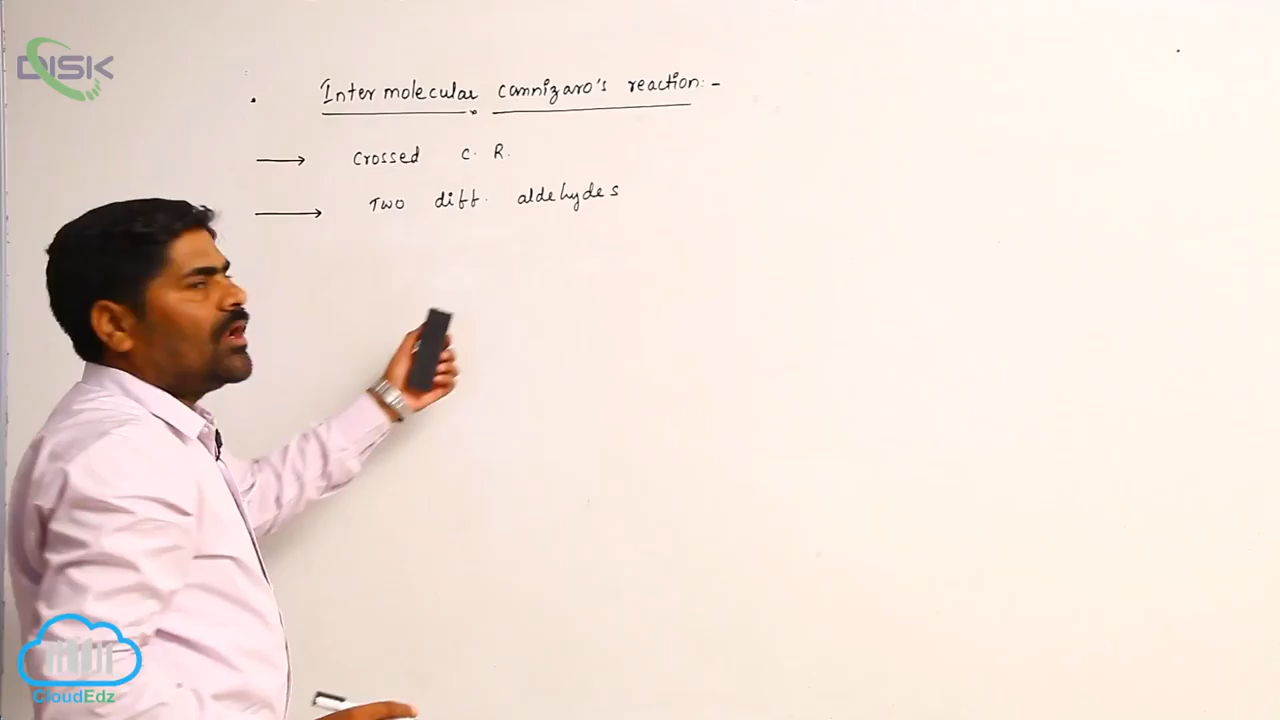 DISK
Inter molecular cannizaro's reaction:-
Crossed C. R.
Two diff. aldehydes
CloudEdz